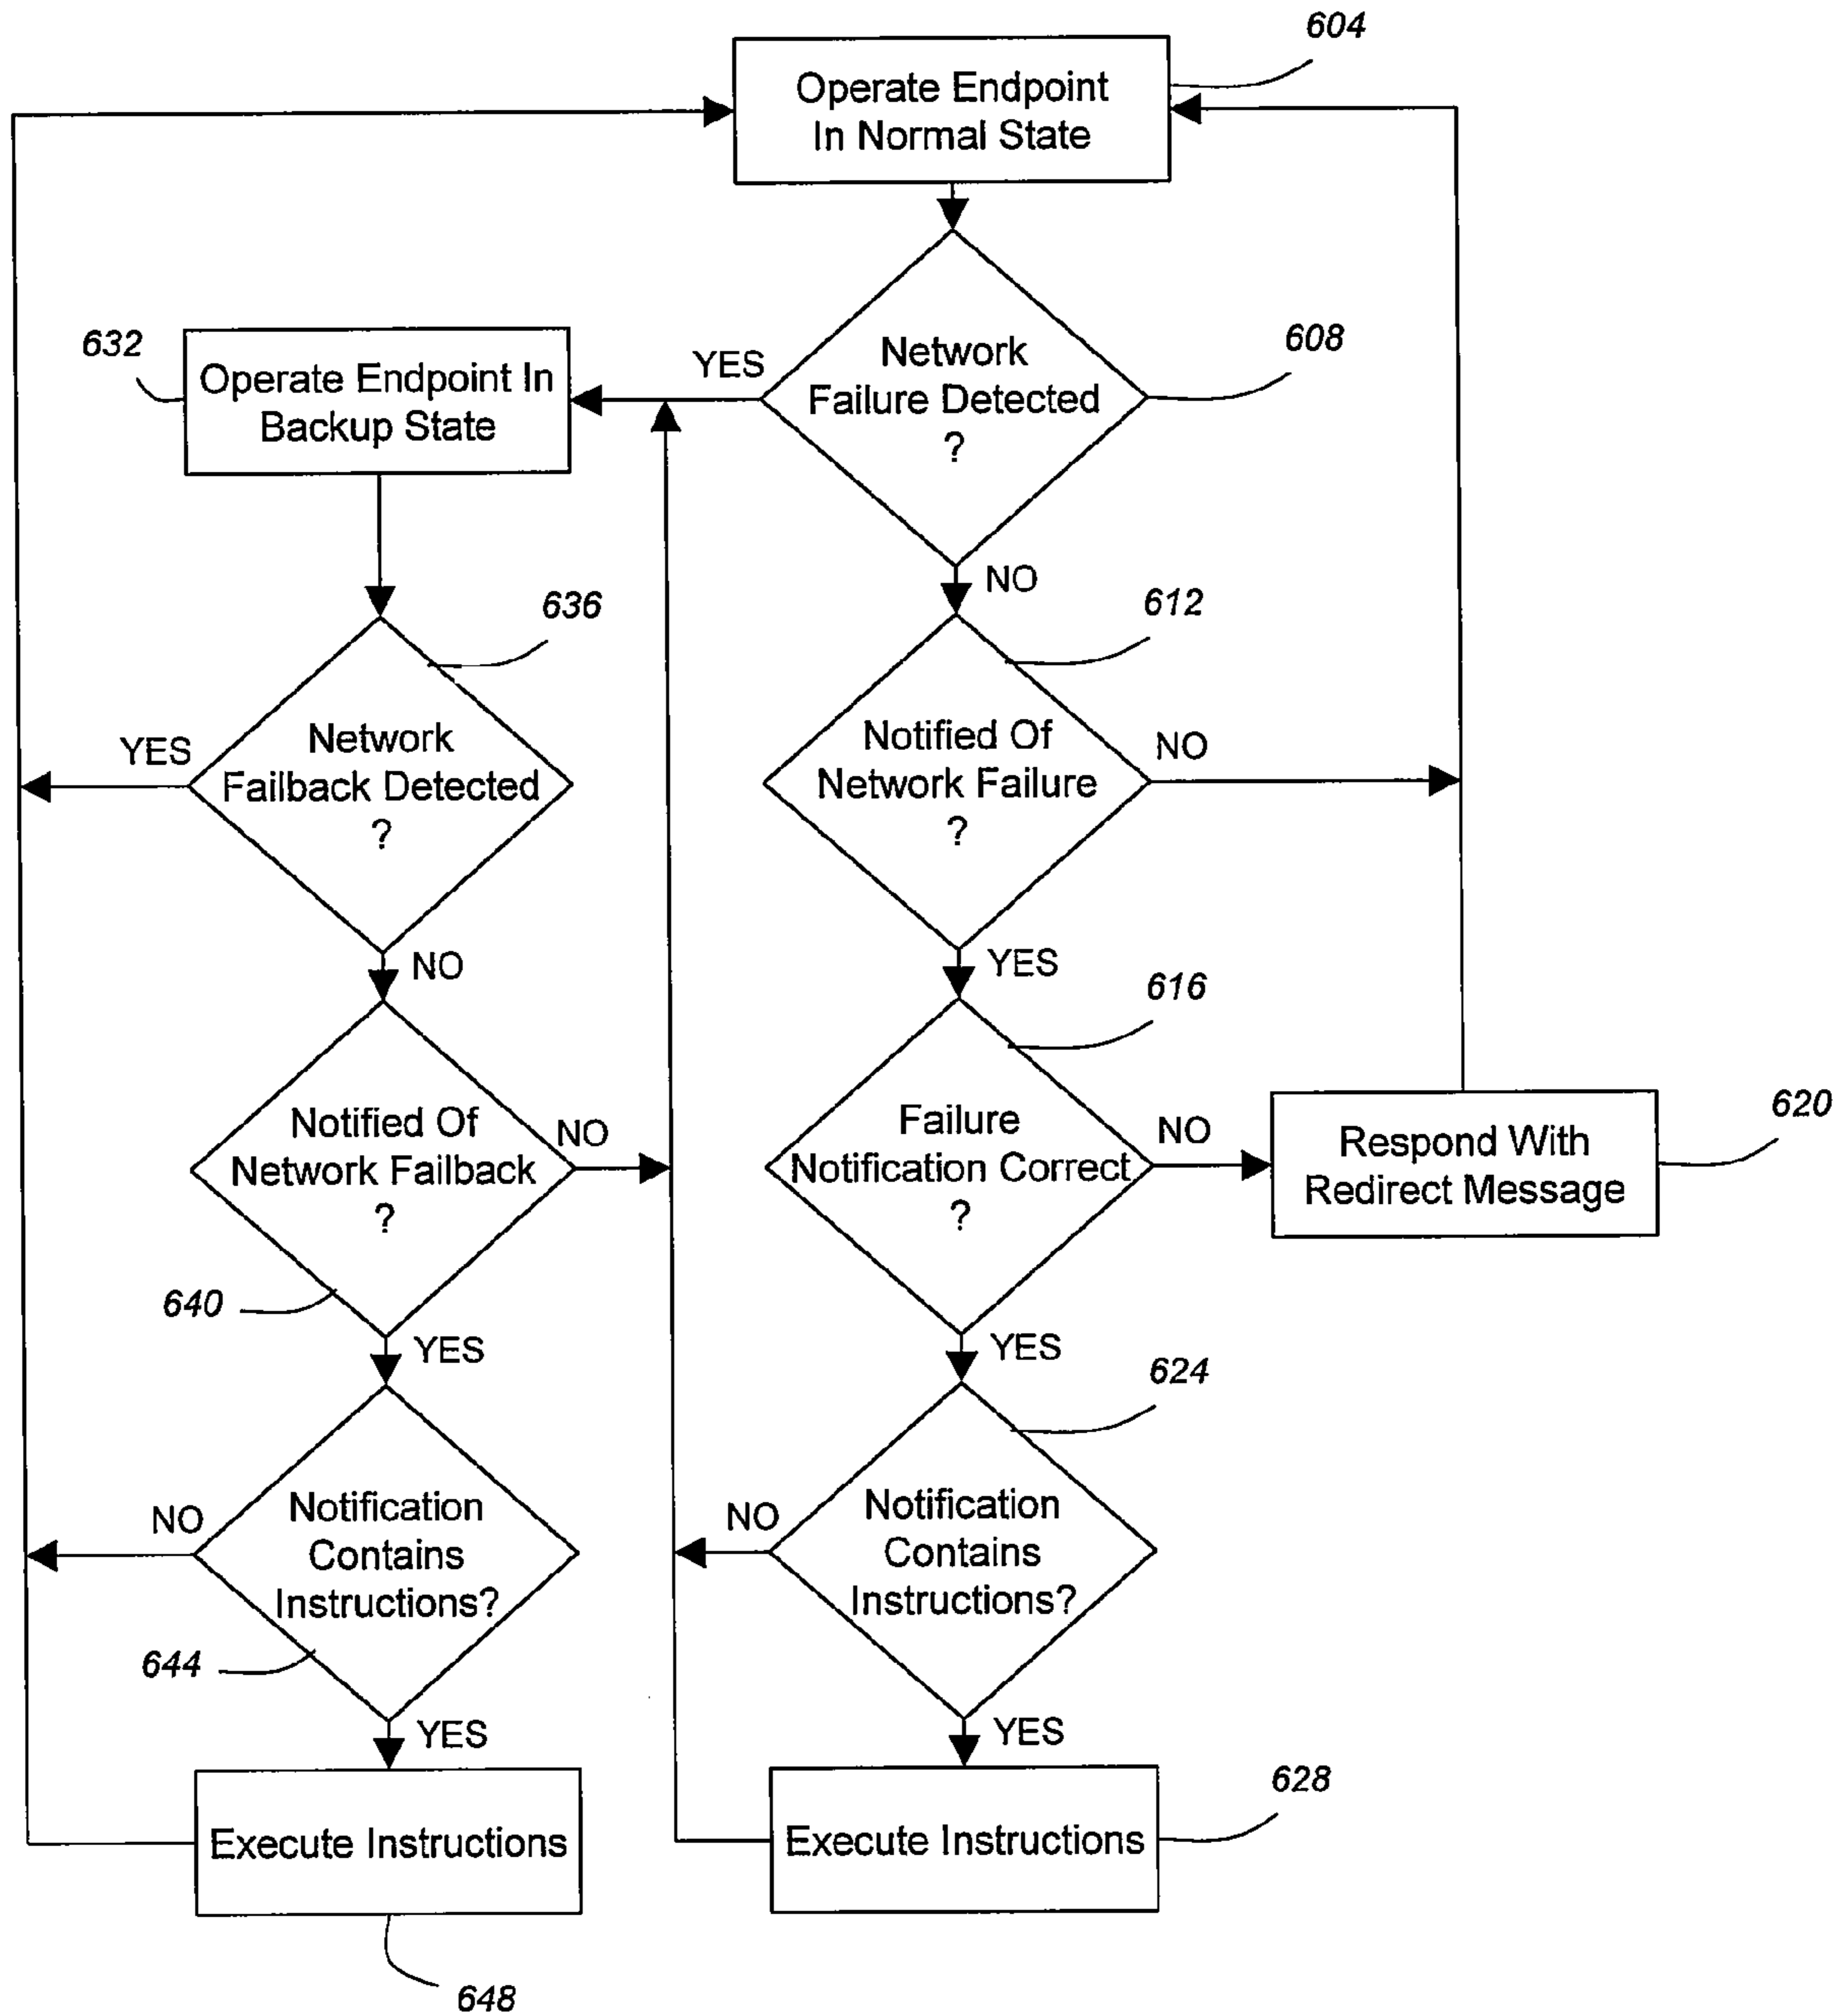 604
Operate Endpoint
In Normal State
632
Operate Endpoint In
Backup State
YES
Network
Failure Detected
?
608
NO
636
612
YES
Network
Failback Detected
?
Notified Of
Network Failure
?
NO
NO
YES
616
Notified Of
Network Failback
?
NO
Failure
Notification Correct
?
NO
Respond With
Redirect Message
620
640
YES
YES
624
NO
Notification
Contains
Instructions?
NO
Notification
Contains
Instructions?
644
YES
YES
Execute Instructions
Execute Instructions
628
648